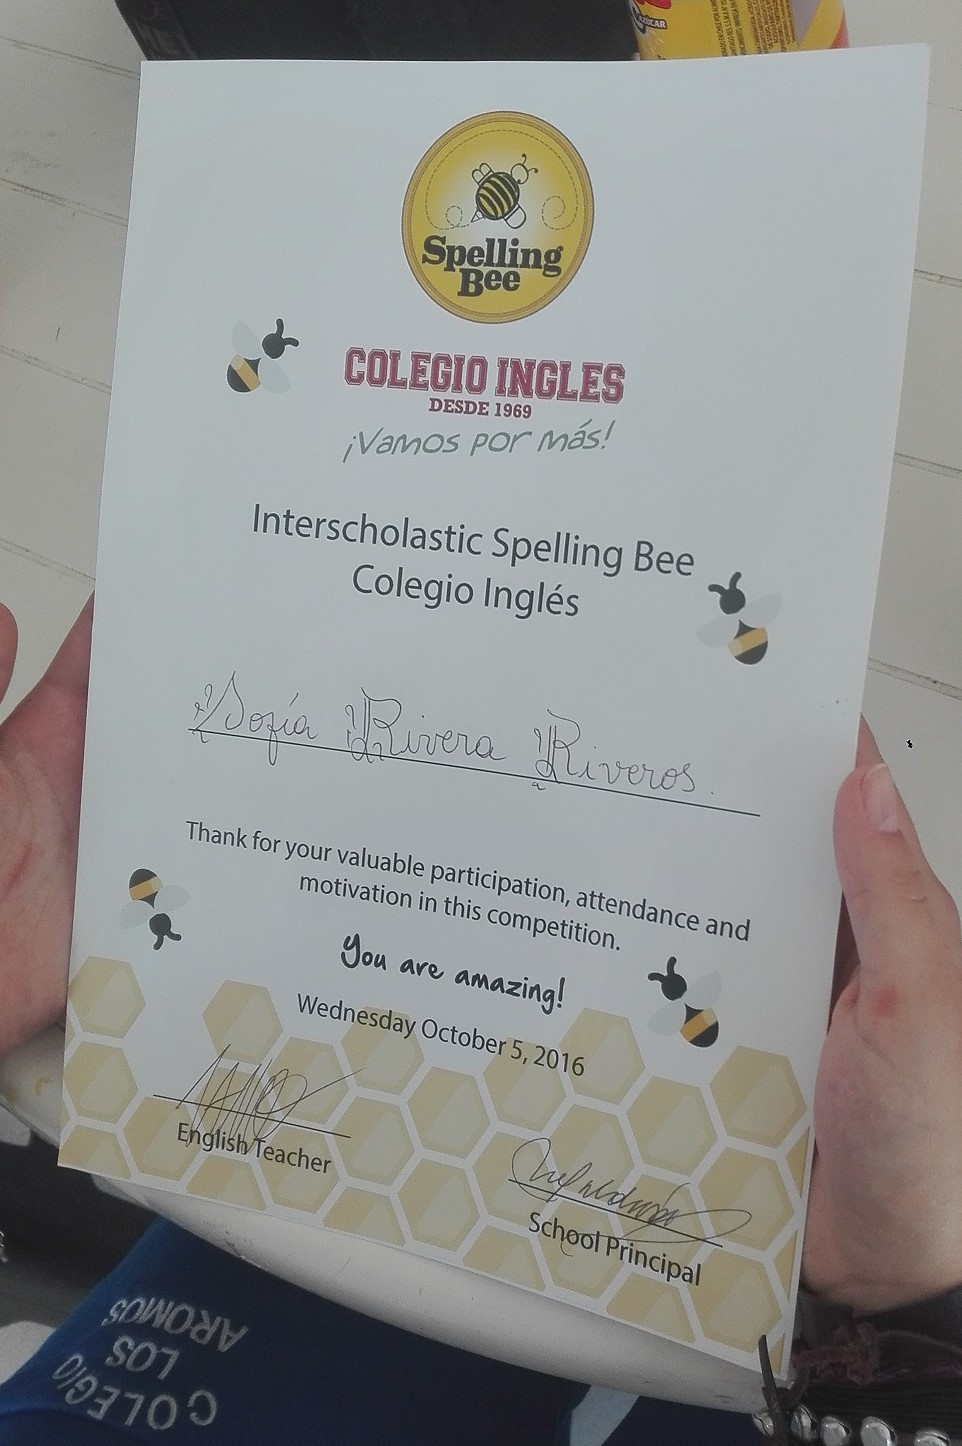 AZÚCAR
Spelling
Bee
COLEGIO INGLES
DESDE 1969
¡Vamos por más!
Interscholastic Spelling Bee
Colegio Inglés
Sofía Rivera Riveros.
Thank for your valuable participation, attendance and
motivation in this competition.
You are amazing!
Wednesday October 5, 2016
English Teacher
School Principal
COLEGIO
LOS
AROMOS